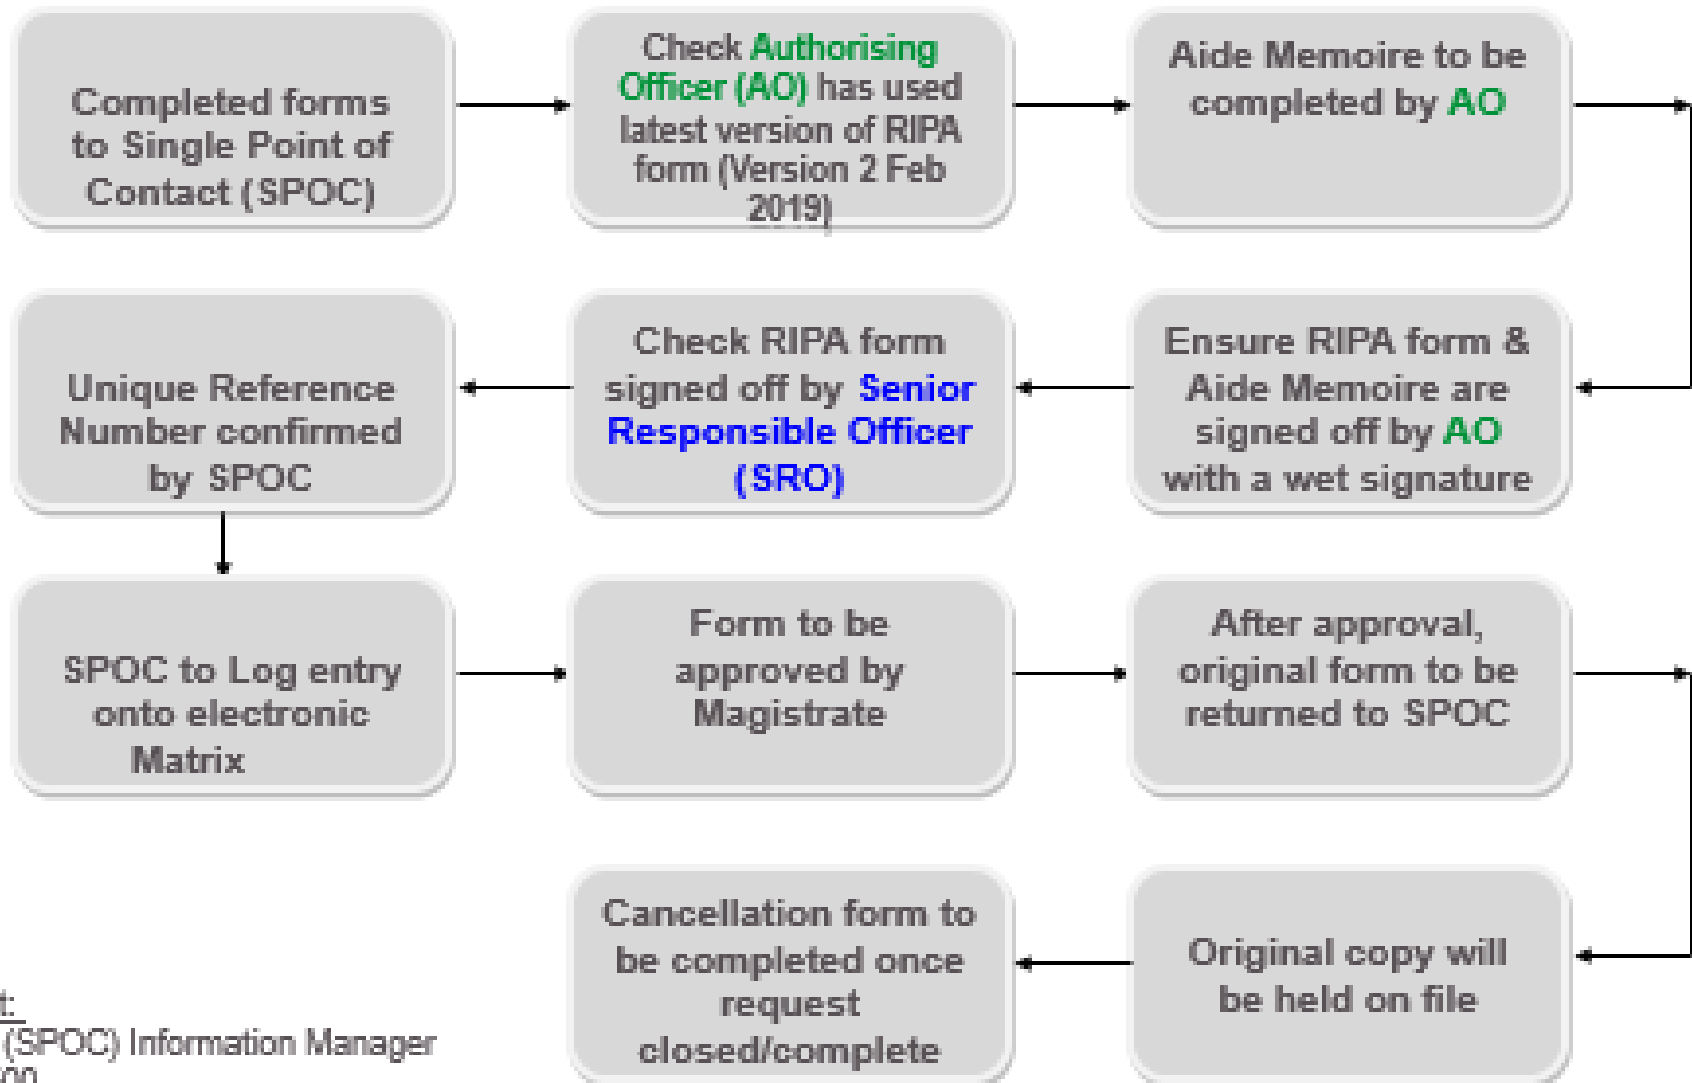 Completed forms
to Single Point of
Contact (SPOC)
Check Authorising
Officer (AO) has used
latest version of RIPA
form (Version 2 Feb
2019)
Aide Memoire to be
completed by AO
Ensure RIPA form &
Aide Memoire are
signed off by AO
with a wet signature
Check RIPA form
signed off by Senior
Responsible Officer
(SRO)
Unique Reference
Number confirmed
by SPOC
SPOC to Log entry
onto electronic
Matrix
Form to be
approved by
Magistrate
After approval,
original form to be
returned to SPOC
Original copy will
be held on file
Cancellation form to
be completed once
request
closed/complete
(SPOC) Information Manager